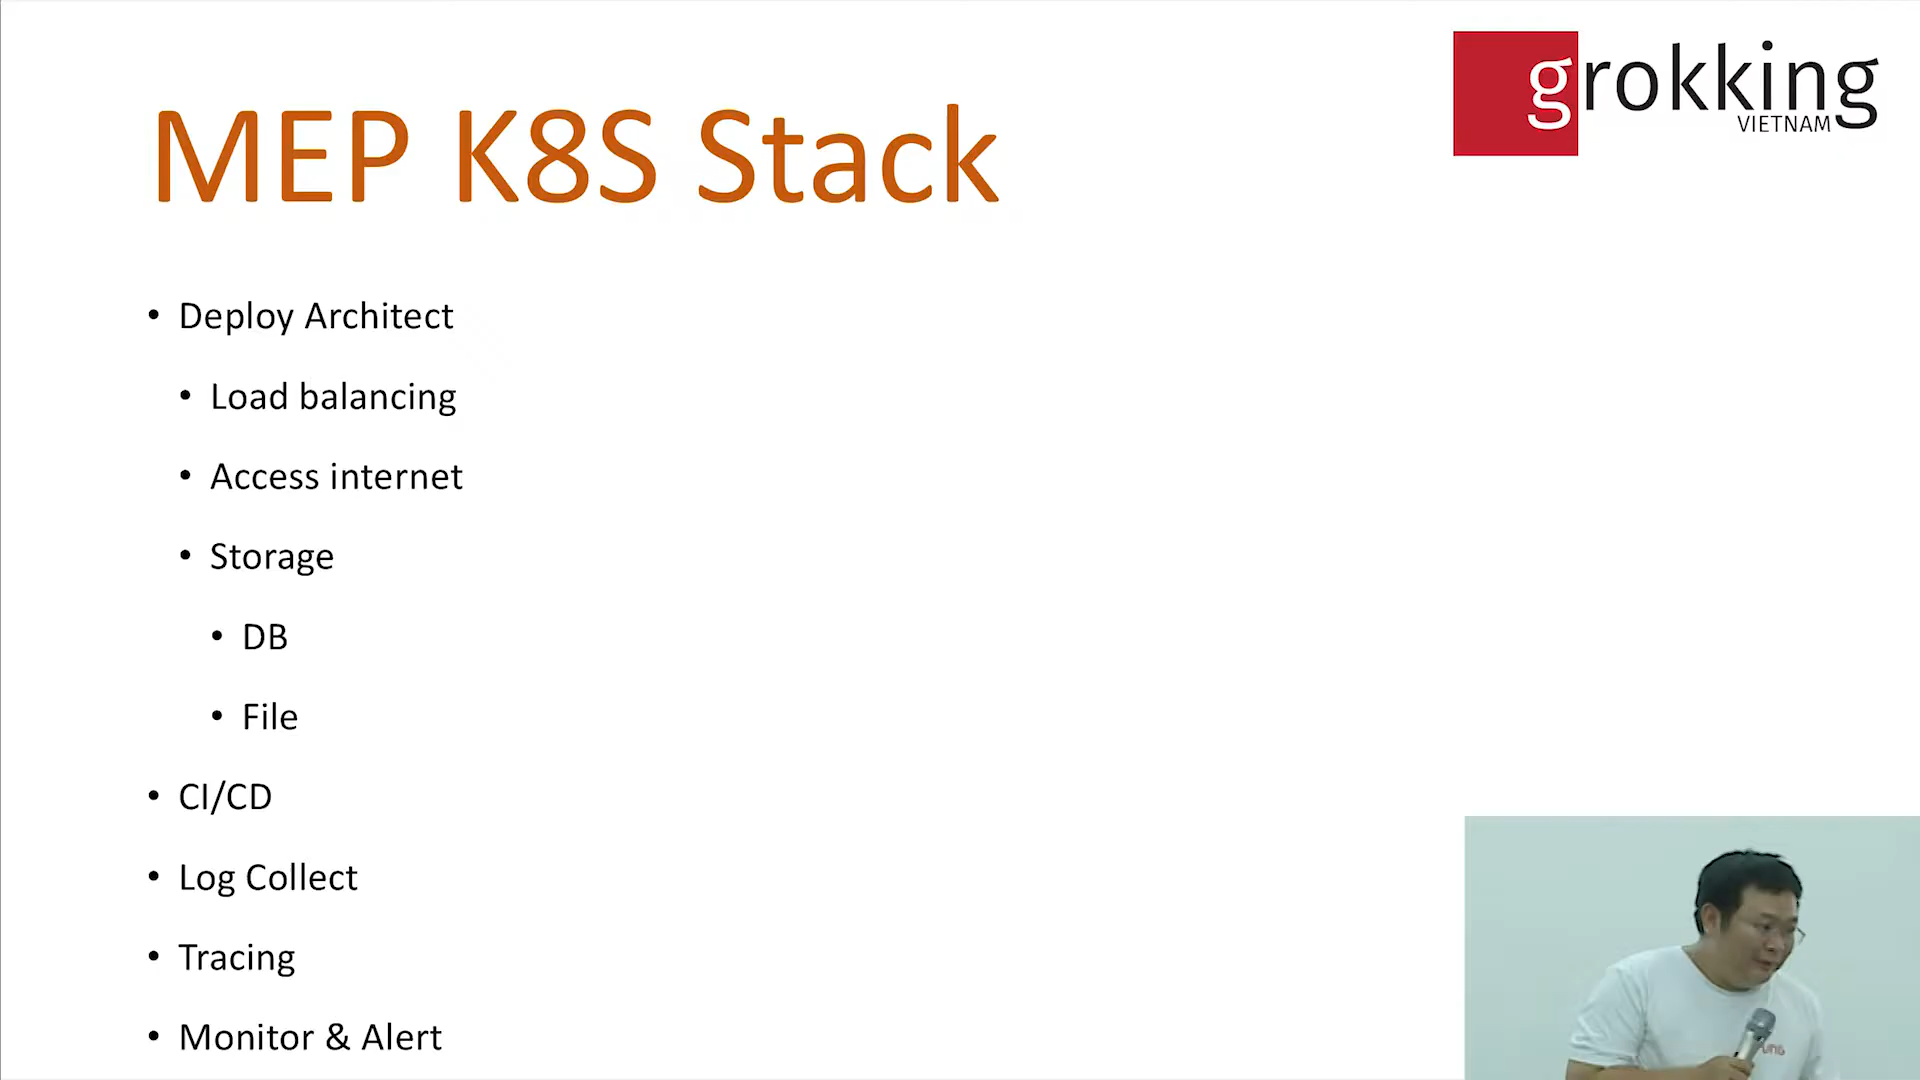 grokking
VIETNAM
MEP K8S Stack
• Deploy Architect
• Load balancing
• Access internet
• Storage
• DB
• File
• CI/CD
• Log Collect
• Tracing
• Monitor & Alert